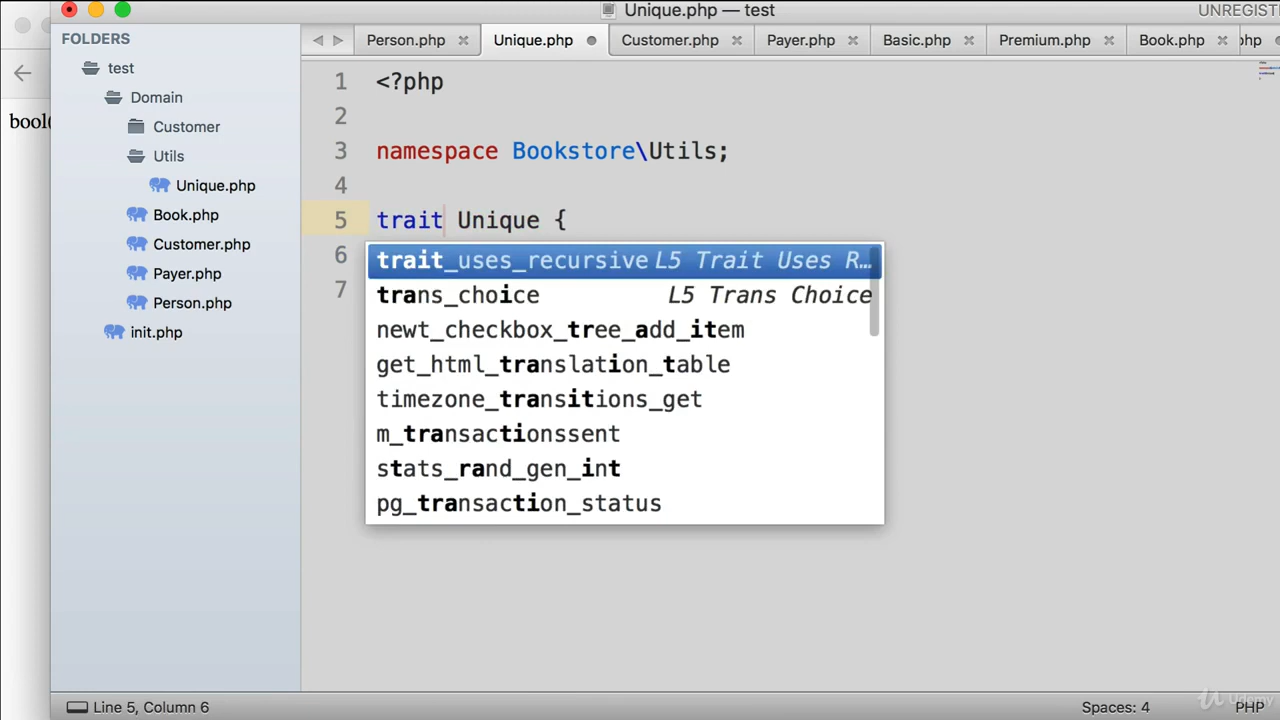 Unique.php — test
UNREGIST
FOLDERS
test
Domain
Customer
Utils
Unique.php
Book.php
Customer.php
Payer.php
Person.php
init.php
bool(
Person.php
Unique.php
Customer.php
Payer.php
Basic.php
Premium.php
Book.php
php
1 <?php
2
3 namespace Bookstore\Utils;
4
5 trait Unique {
6
7
trait_uses_recursive L5 Trait Uses R…
trans_choice L5 Trans Choice
newt_checkbox_tree_add_item
get_html_translation_table
timezone_transitions_get
m_transactionssent
stats_rand_gen_int
pg_transaction_status
Line 5, Column 6
Spaces: 4
PHP
Udemy